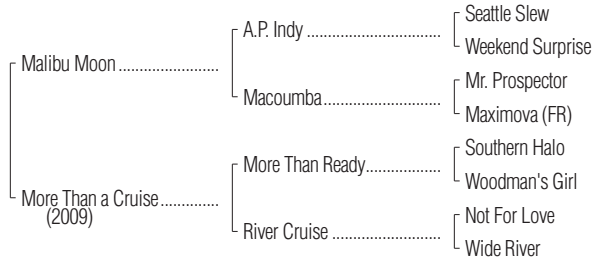 Seattle Slew
A.P. Indy
Weekend Surprise
Malibu Moon
Mr. Prospector
Macoumba
Maximova (FR)
Southern Halo
More Than Ready
Woodman's Girl
More Than a Cruise
(2009)
Not For Love
River Cruise
Wide River